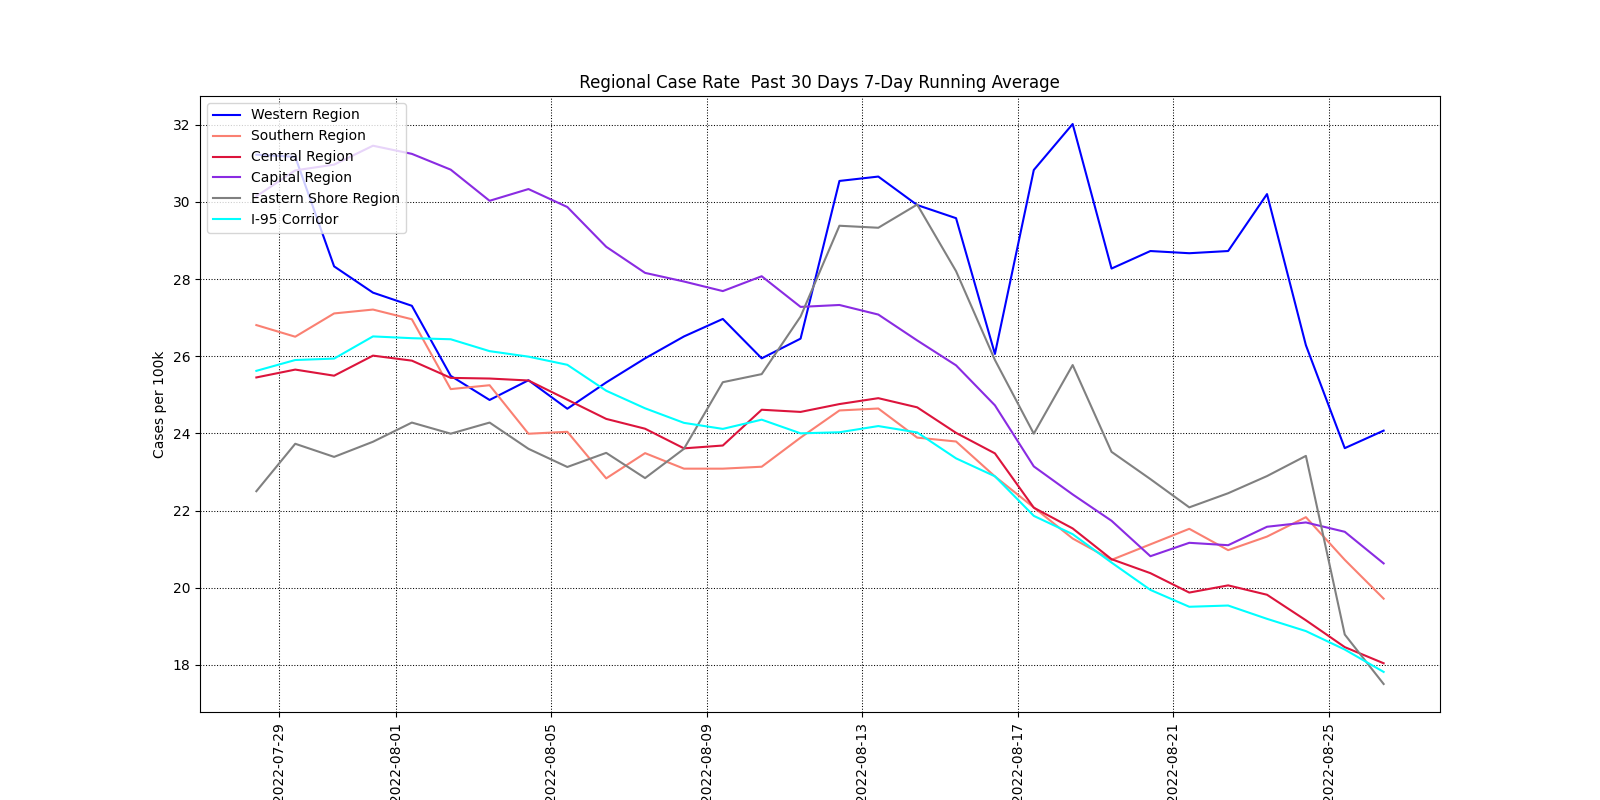 Regional Case Rate  Past 30 Days 7-Day Running Average
Western Region
Southern Region
Central Region
Capital Region
Eastern Shore Region
I-95 Corridor
Cases per 100k
32
30
28
26
24
22
20
18
2022-07-29
2022-08-01
2022-08-05
2022-08-09
2022-08-13
2022-08-17
2022-08-21
2022-08-25